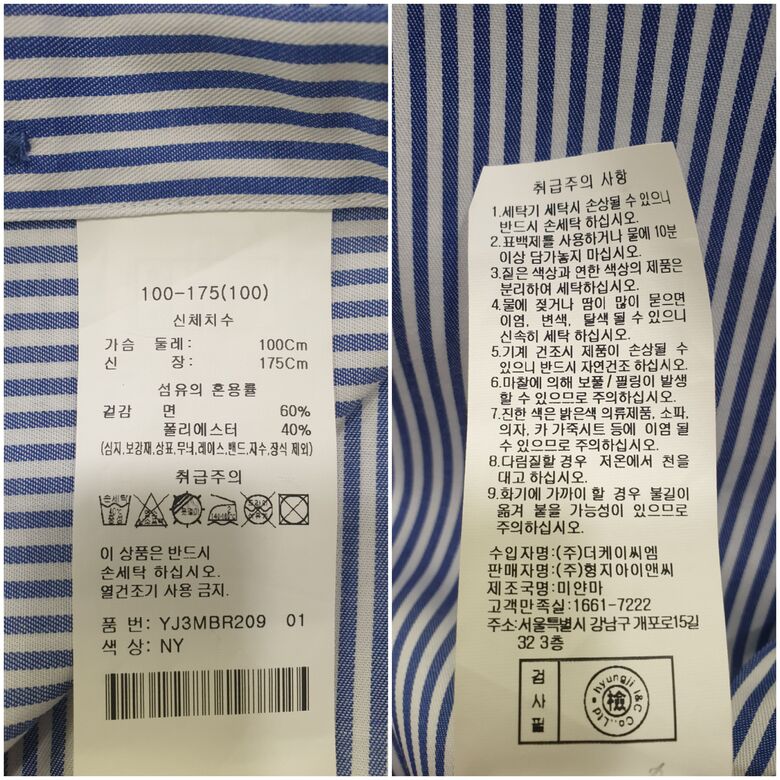 100-175(100)
신체치수
가슴 둘레: 100Cm
신 장: 175Cm
섬유의 혼용률
겉감 면 60%
폴리에스터 40%
(심지,보강재,상표,무늬,레이스,밴드,자수,장식 제외)
취급주의
손세탁
이 상품은 반드시
손세탁 하십시오.
열건조기 사용 금지.
품 번: YJ3MBR209 01
색 상: NY
취급주의 사항
1.세탁기 세탁시 손상될 수 있으니
반드시 손세탁 하십시오.
2.표백제를 사용하거나 물에 10분
이상 담가놓지 마십시오.
3.짙은 색상과 연한 색상의 제품은
분리하여 세탁하십시오.
4.물에 젖거나 땀이 많이 묻으면
이염, 변색, 탈색 될 수 있으니
신속히 세탁 하십시오.
5.기계 건조시 제품이 손상될 수
있으니 반드시 자연건조 하십시오.
6.마찰에 의해 보풀/필링이 발생
할 수 있으므로 주의하십시오.
7.진한 색은 밝은색 의류제품, 소파,
의자, 카 가죽시트 등에 이염 될
수 있으므로 주의하십시오.
8.다림질할 경우 저온에서 천을
대고 하십시오.
9.화기에 가까이 할 경우 불길이
옮겨 붙을 가능성이 있으므로
주의하십시오.
수입자명:(주)더케이씨엠
판매자명:(주)형지아이앤씨
제조국명:미얀마
고객만족실:1661-7222
주소:서울특별시 강남구 개포로15길
32 3층
검사필
hyungji I&C Co.,Ltd
檢